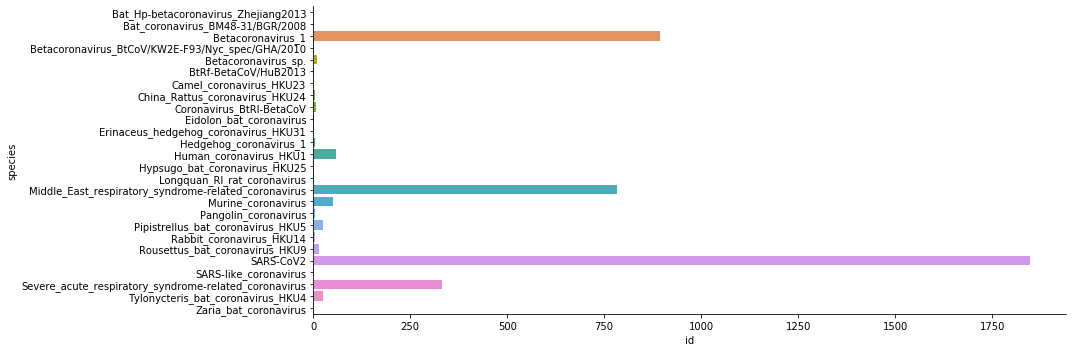 Bat_Hp-betacoronavirus_Zhejiang2013
Bat_coronavirus_BM48-31/BGR/2008
Betacoronavirus_1
Betacoronavirus_BtCoV/KW2E-F93/Nyc_spec/GHA/2010
Betacoronavirus_sp.
BtRf-BetaCoV/HuB2013
Camel_coronavirus_HKU23
China_Rattus_coronavirus_HKU24
Coronavirus_BtRl-BetaCoV
Eidolon_bat_coronavirus
Erinaceus_hedgehog_coronavirus_HKU31
Hedgehog_coronavirus_1
Human_coronavirus_HKU1
Hypsugo_bat_coronavirus_HKU25
Longquan_Rl_rat_coronavirus
Middle_East_respiratory_syndrome-related_coronavirus
Murine_coronavirus
Pangolin_coronavirus
Pipistrellus_bat_coronavirus_HKU5
Rabbit_coronavirus_HKU14
Rousettus_bat_coronavirus_HKU9
SARS-CoV2
SARS-like_coronavirus
Severe_acute_respiratory_syndrome-related_coronavirus
Tylonycteris_bat_coronavirus_HKU4
Zaria_bat_coronavirus
species
0 250 500 750 1000 1250 1500 1750
id